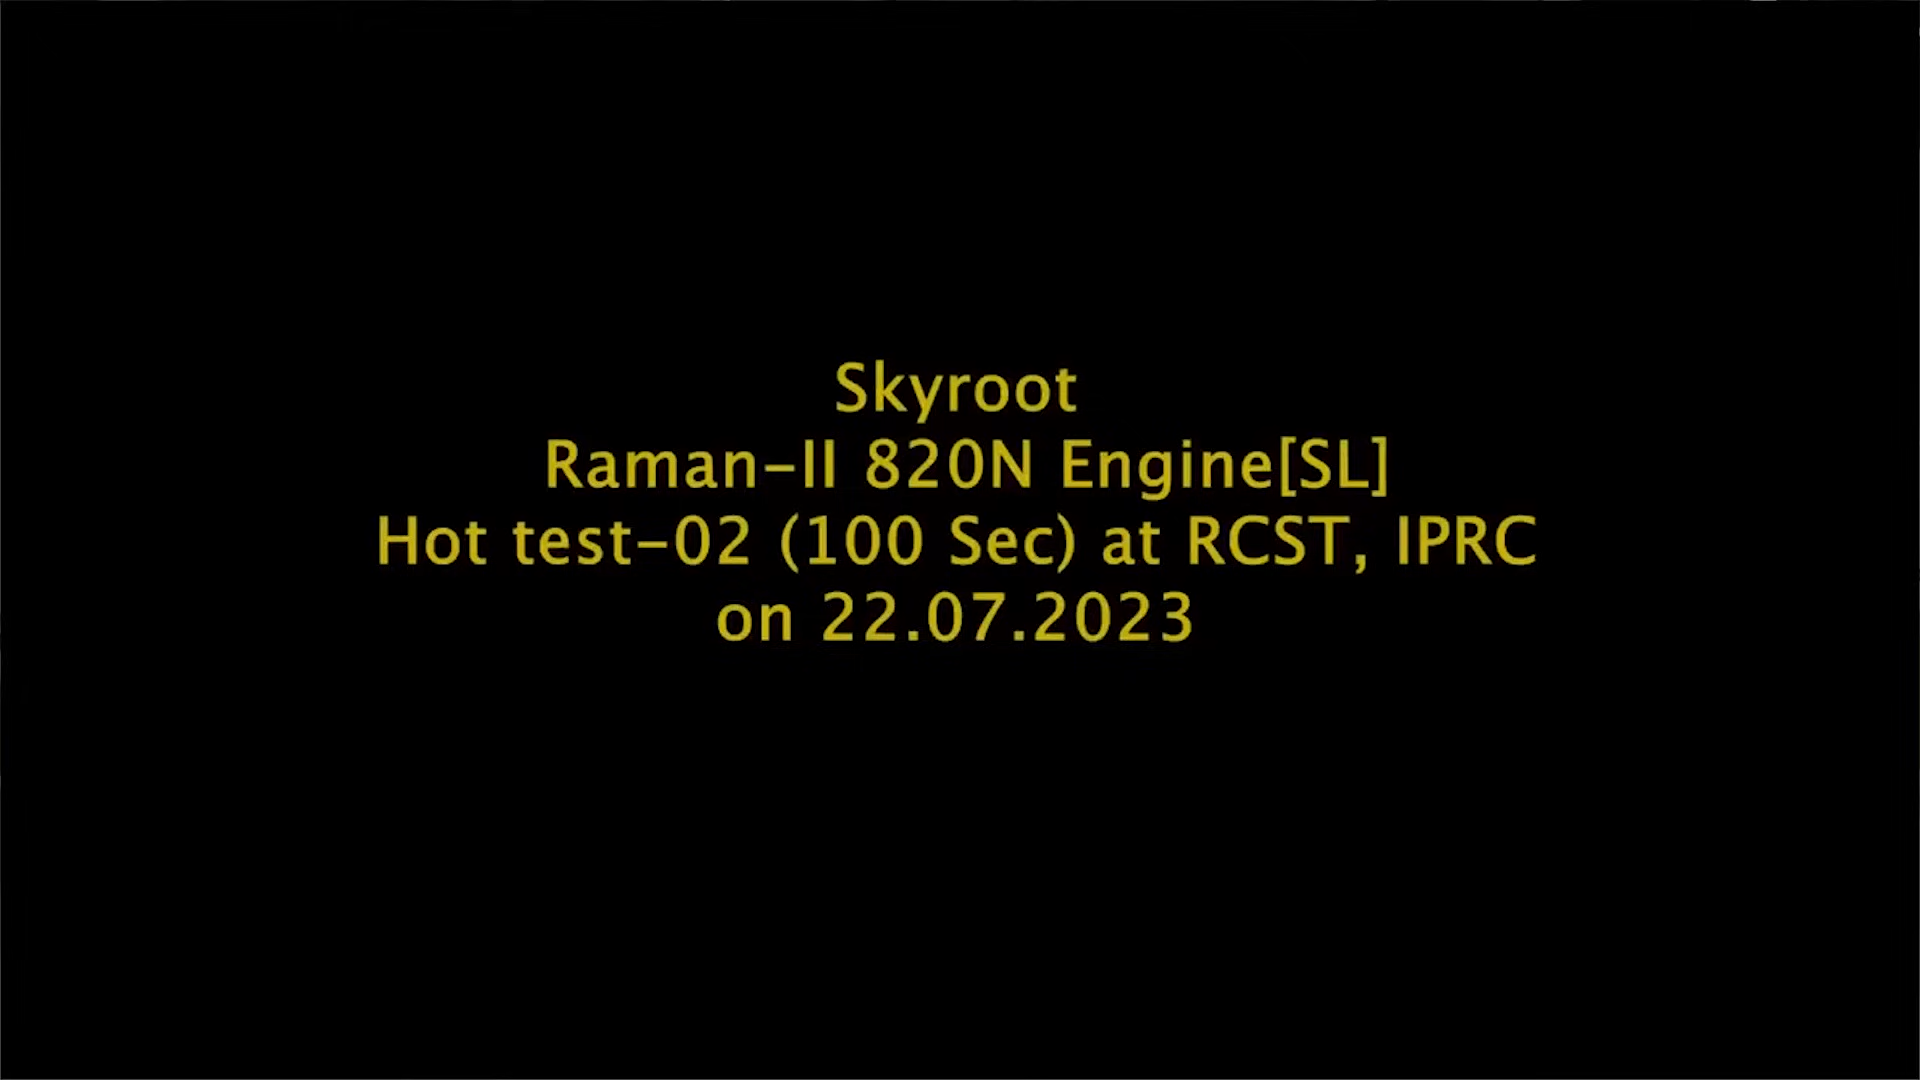 Skyroot
Raman-II 820N Engine[SL]
Hot test-02 (100 Sec) at RCST, IPRC
on 22.07.2023